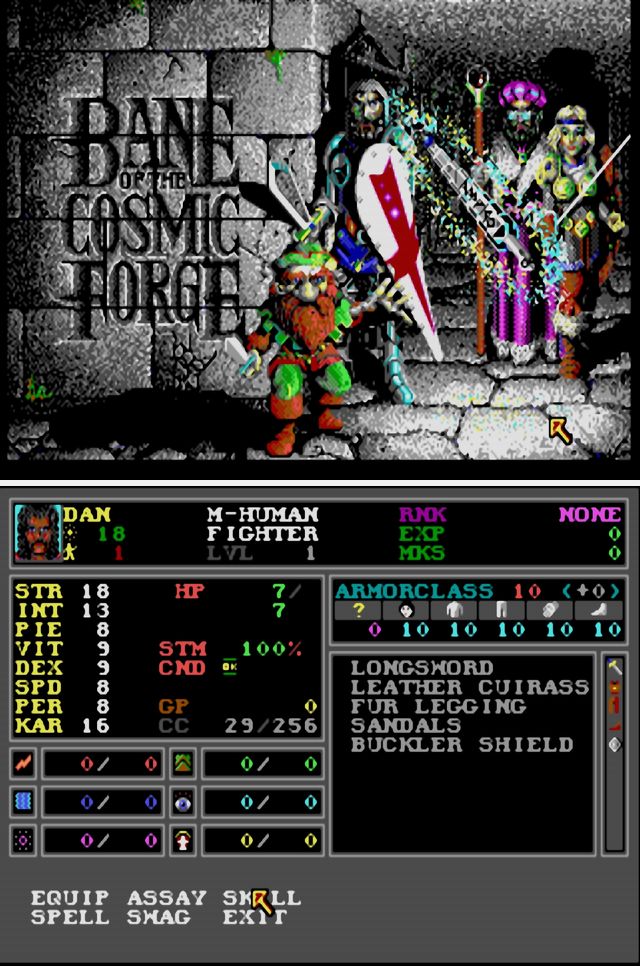 BANE
OF THE
COSMIC
FORGE
DAN M-HUMAN RNK NONE
18 FIGHTER EXP 0
1 LVL 1 MKS 0
STR 18 HP 7/
INT 13 7
PIE 8
VIT 9 STM 100%
DEX 9 CND
SPD 8
PER 8 GP 0
KAR 16 CC 29/256
ARMORCLASS 10 <+0>
?
0 10 10 10 10 10
LONGSWORD
LEATHER CUIRASS
FUR LEGGING
SANDALS
BUCKLER SHIELD
0/ 0 0/ 0
0/ 0 0/ 0
0/ 0 0/ 0
EQUIP ASSAY SKILL
SPELL SWAG EXIT